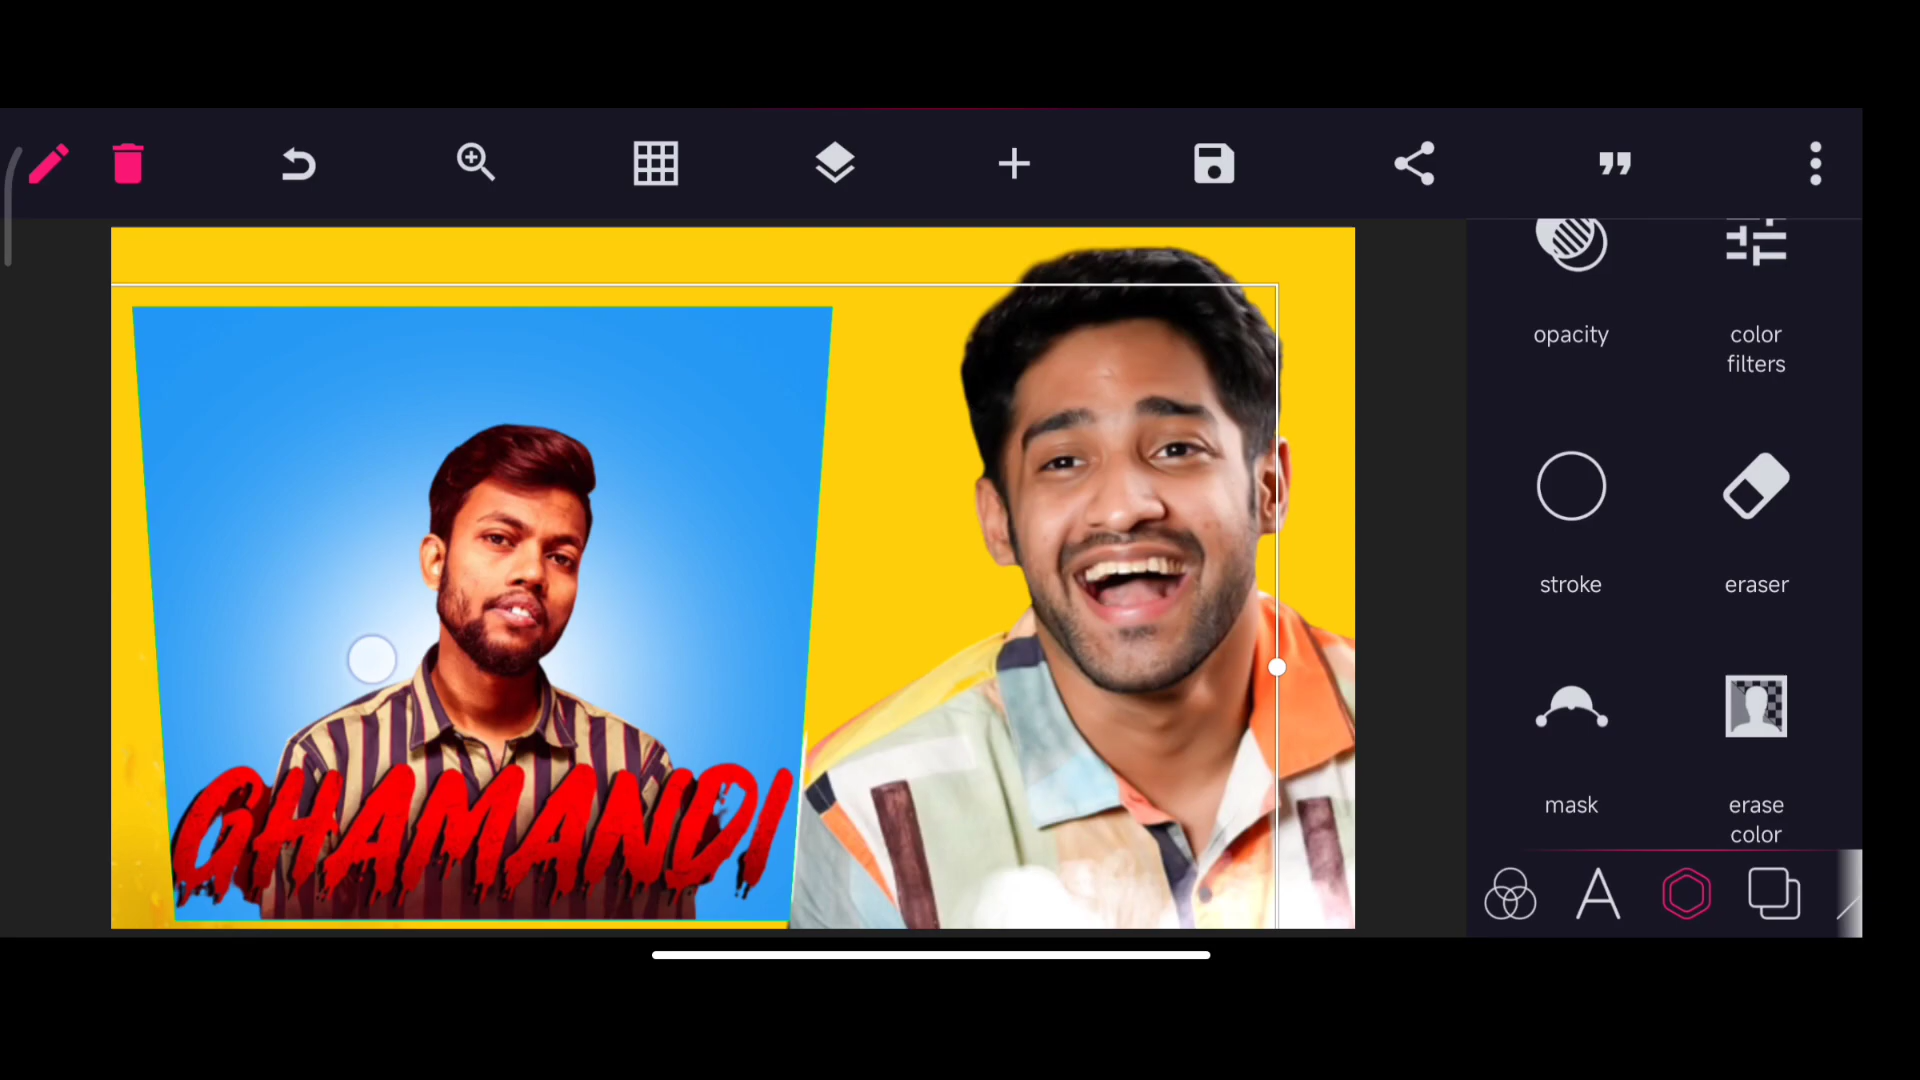 opacity
color
filters
stroke
eraser
mask
erase
color
GHAMANDI